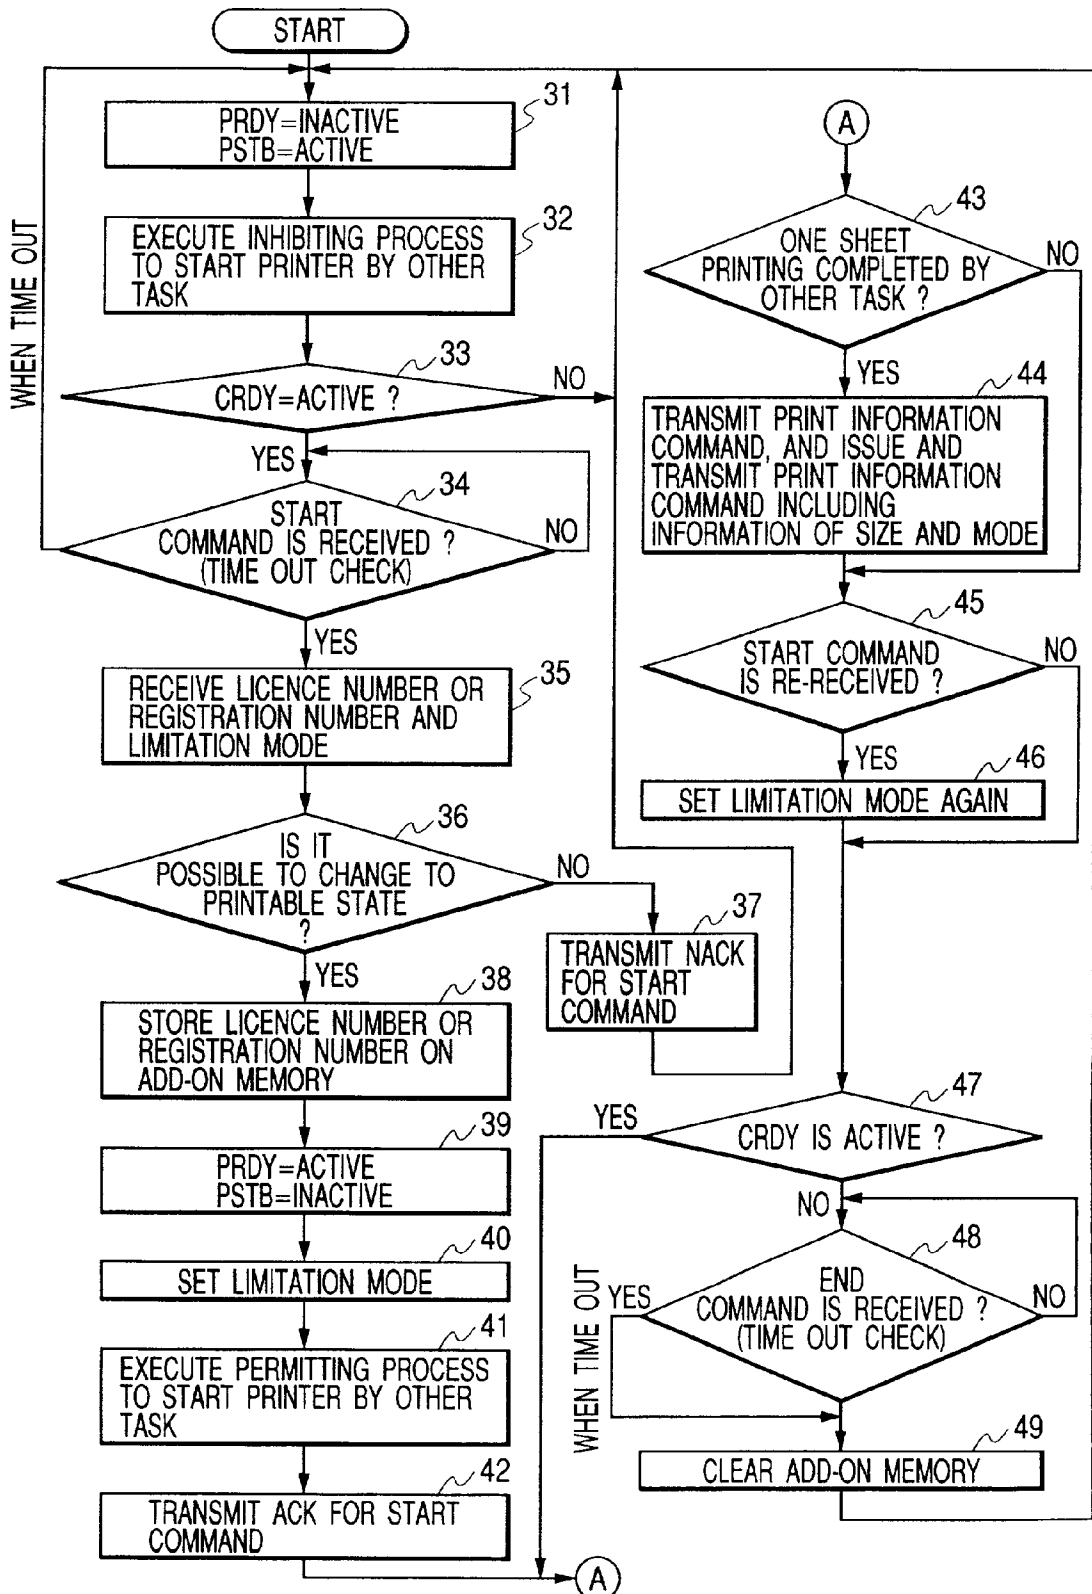 START
31
PRDY=INACTIVE
PSTB=ACTIVE
32
EXECUTE INHIBITING PROCESS
TO START PRINTER BY OTHER
TASK
WHEN TIME OUT
33
CRDY=ACTIVE ?
NO
YES
34
START
COMMAND IS RECEIVED ?
(TIME OUT CHECK)
NO
YES
35
RECEIVE LICENCE NUMBER OR
REGISTRATION NUMBER AND
LIMITATION MODE
36
IS IT
POSSIBLE TO CHANGE TO
PRINTABLE STATE
?
NO
YES
37
TRANSMIT NACK
FOR START
COMMAND
38
STORE LICENCE NUMBER OR
REGISTRATION NUMBER ON
ADD-ON MEMORY
39
PRDY=ACTIVE
PSTB=INACTIVE
40
SET LIMITATION MODE
41
EXECUTE PERMITTING PROCESS
TO START PRINTER BY OTHER
TASK
42
TRANSMIT ACK FOR START
COMMAND
A
A
43
ONE SHEET
PRINTING COMPLETED BY
OTHER TASK ?
NO
YES
44
TRANSMIT PRINT INFORMATION
COMMAND, AND ISSUE AND
TRANSMIT PRINT INFORMATION
COMMAND INCLUDING
INFORMATION OF SIZE AND MODE
45
START COMMAND
IS RE-RECEIVED ?
NO
YES
46
SET LIMITATION MODE AGAIN
47
YES
CRDY IS ACTIVE ?
NO
48
END
COMMAND IS RECEIVED ?
(TIME OUT CHECK)
YES
NO
WHEN TIME OUT
49
CLEAR ADD-ON MEMORY